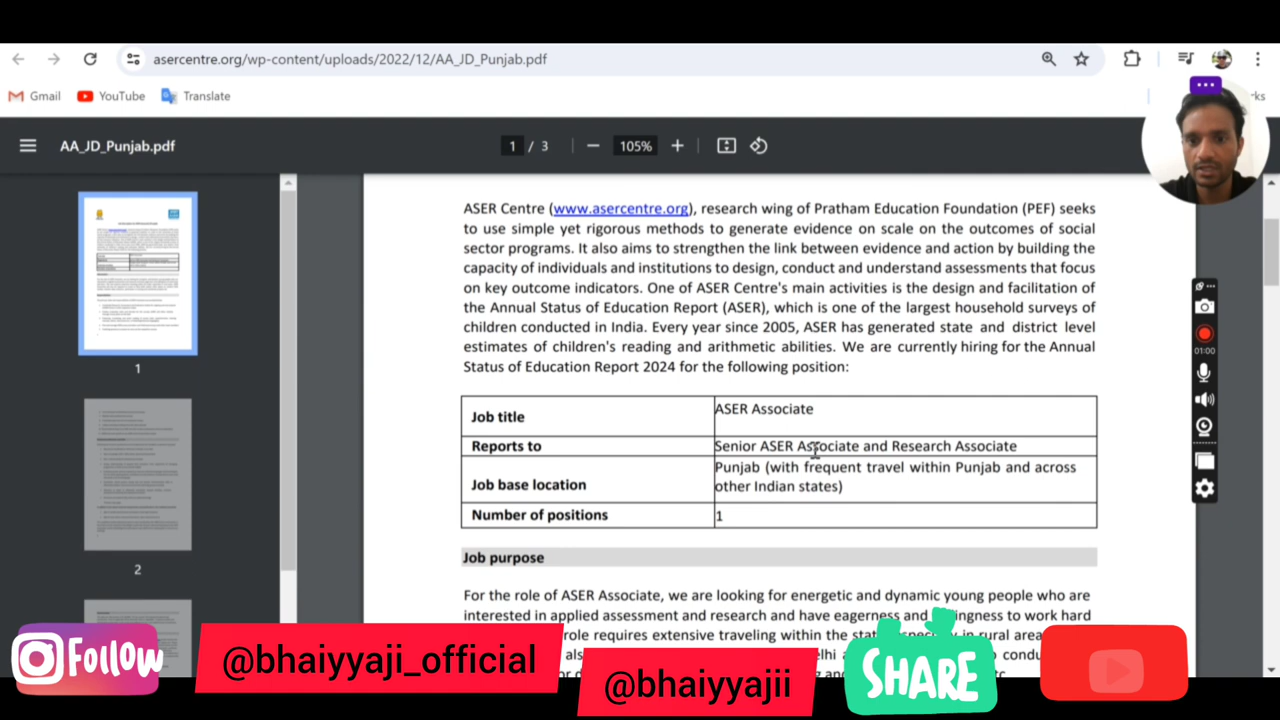 asercentre.org/wp-content/uploads/2022/12/AA_JD_Punjab.pdf
Gmail YouTube Translate
AA_JD_Punjab.pdf 1 / 3 105%
ASER Centre (www.asercentre.org), research wing of Pratham Education Foundation (PEF) seeks
to use simple yet rigorous methods to generate evidence on scale on the outcomes of social
sector programs. It also aims to strengthen the link between evidence and action by building the
capacity of individuals and institutions to design, conduct and understand assessments that focus
on key outcome indicators. One of ASER Centre's main activities is the design and facilitation of
the Annual Status of Education Report (ASER), which is one of the largest household surveys of
children conducted in India. Every year since 2005, ASER has generated state and district level
estimates of children's reading and arithmetic abilities. We are currently hiring for the Annual
Status of Education Report 2024 for the following position:
Job title ASER Associate
Reports to Senior ASER Associate and Research Associate
Job base location Punjab (with frequent travel within Punjab and across
other Indian states)
Number of positions 1
Job purpose
For the role of ASER Associate, we are looking for energetic and dynamic young people who are
interested in applied assessment and research and have eagerness and willingness to work hard
role requires extensive traveling within the
1
2
01:00
Follow
@bhaiyyaji_official
@bhaiyyajii
SHARE